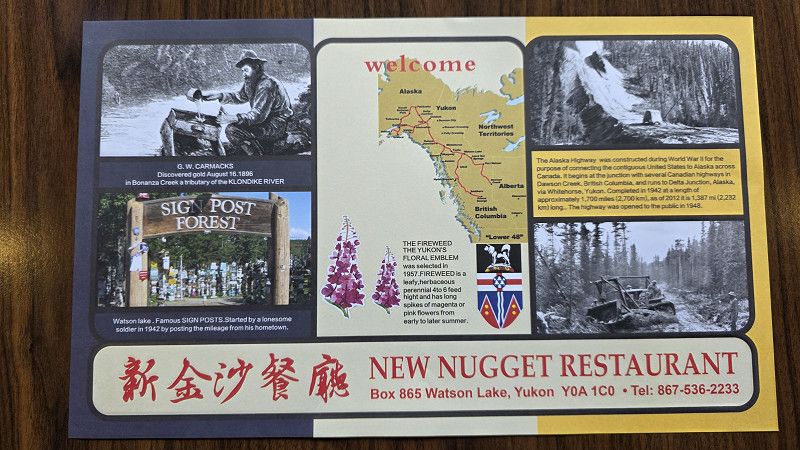 welcome
Alaska
Yukon
Northwest
Territories
Alberta
British
Columbia
"Lower 48"
G. W. CARMACKS
Discovered gold August 16.1896
in Bonanza Creek a tributary of the KLONDIKE RIVER
SIGN POST
FOREST
Watson lake . Famous SIGN POSTS.Started by a lonesome
soldier in 1942 by posting the mileage from his hometown.
THE FIREWEED
THE YUKON'S
FLORAL EMBLEM
was selected in
1957.FIREWEED is a
leafy,herbaceous
perennial 4to 6 feed
hight and has long
spikes of magenta or
pink flowers from
early to later summer.
The Alaska Highway was constructed during World War II for the
purpose of connecting the contiguous United States to Alaska across
Canada. it begins at the junction with several Canadian highways in
Dawson Creek, British Columbia, and runs to Delta Junction, Alaska,
via Whitehorse, Yukon. Completed in 1942 at a length of
approximately 1,700 miles (2,700 km), as of 2012 it is 1,387 mi (2,232
km) long.. The highway was opened to the public in 1948.
新金沙餐廳
NEW NUGGET RESTAURANT
Box 865 Watson Lake, Yukon Y0A 1C0 • Tel: 867-536-2233